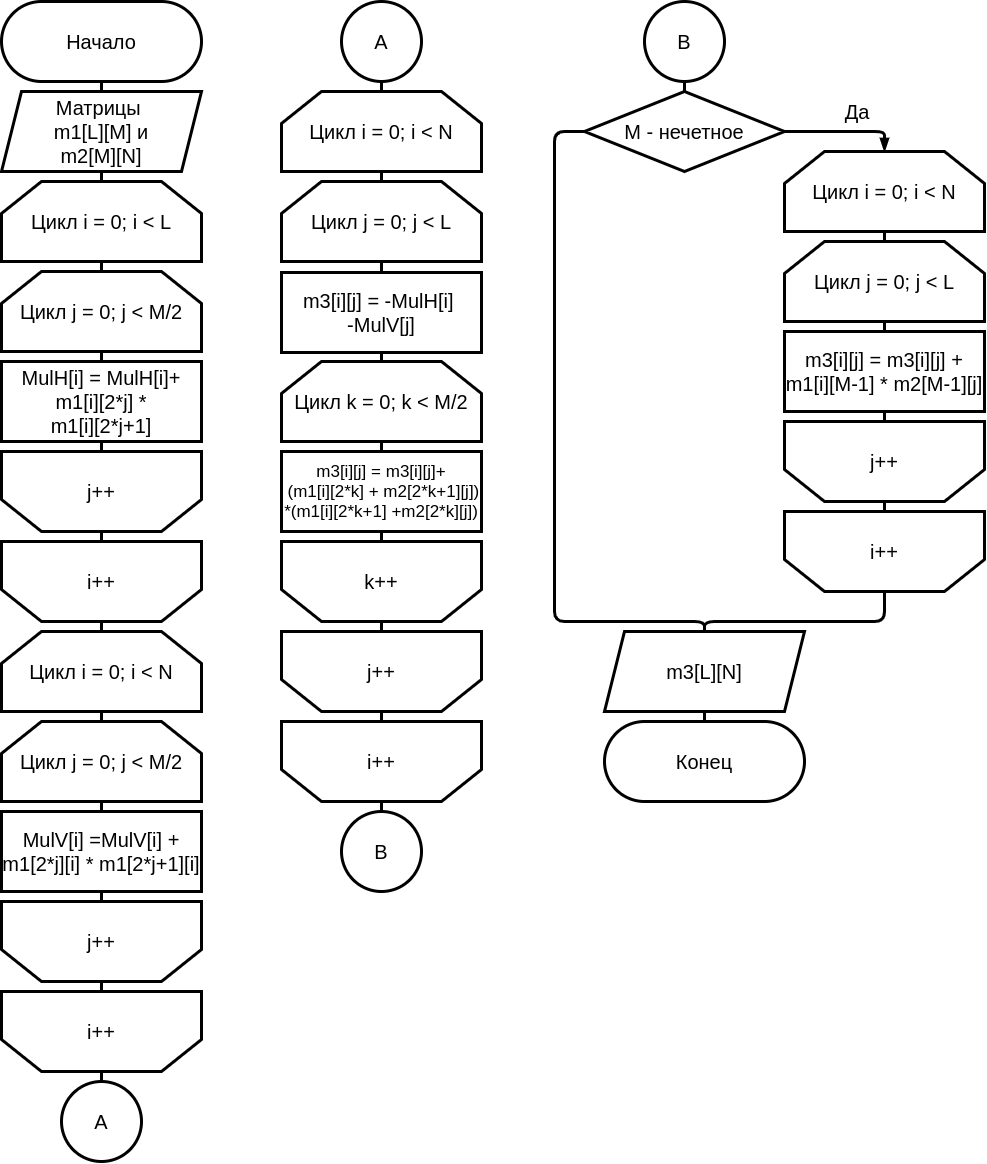 Начало
Матрицы
m1[L][M] и
m2[M][N]
Цикл i = 0; i < L
Цикл j = 0; j < M/2
MulH[i] = MulH[i]+
m1[i][2*j] *
m1[i][2*j+1]
j++
i++
Цикл i = 0; i < N
Цикл j = 0; j < M/2
MulV[i] =MulV[i] +
m1[2*j][i] * m1[2*j+1][i]
j++
i++
A
A
Цикл i = 0; i < N
Цикл j = 0; j < L
m3[i][j] = -MulH[i]
-MulV[j]
Цикл k = 0; k < M/2
m3[i][j] = m3[i][j]+
(m1[i][2*k] + m2[2*k+1][j])
*(m1[i][2*k+1] +m2[2*k][j])
k++
j++
i++
B
B
M - нечетное
Да
Цикл i = 0; i < N
Цикл j = 0; j < L
m3[i][j] = m3[i][j] +
m1[i][M-1] * m2[M-1][j]
j++
i++
m3[L][N]
Конец